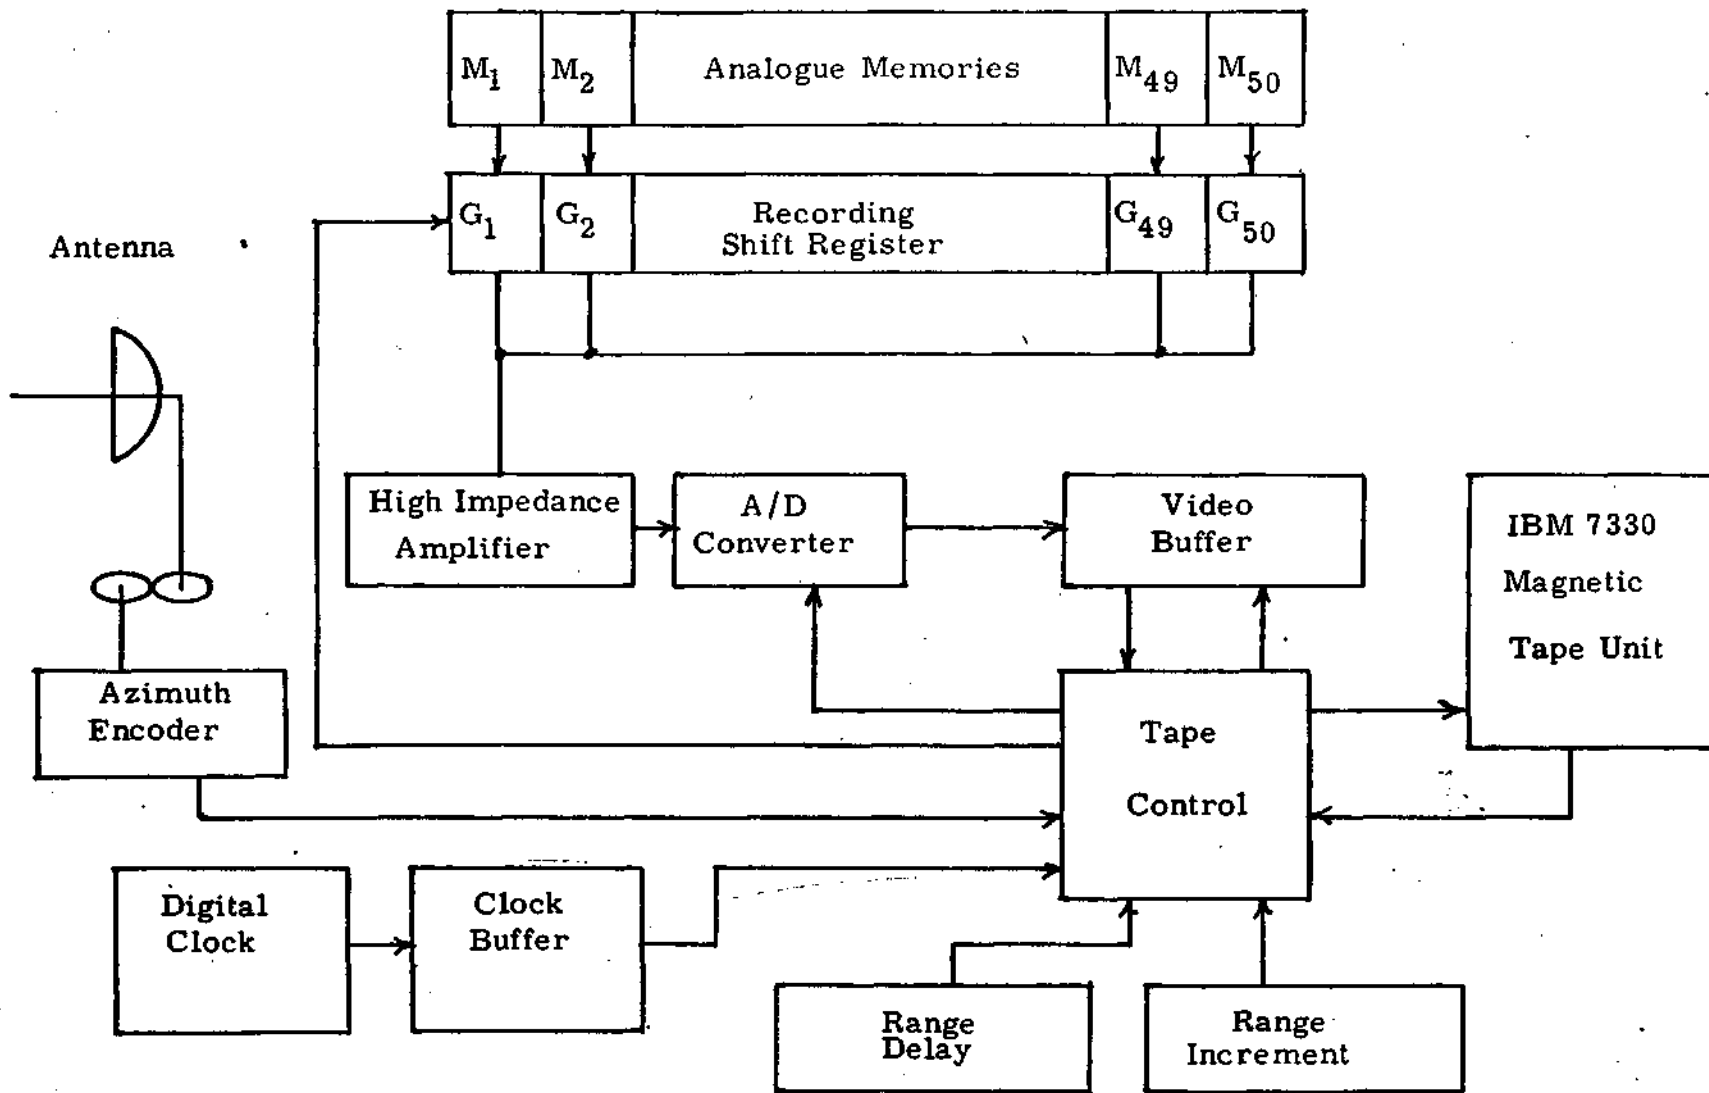 M1 M2 Analogue Memories M49 M50
G1 G2 Recording Shift Register G49 G50
Antenna
High Impedance
Amplifier
A/D
Converter
Video
Buffer
IBM 7330
Magnetic
Tape Unit
Azimuth
Encoder
Tape
Control
Digital
Clock
Clock
Buffer
Range
Delay
Range
Increment